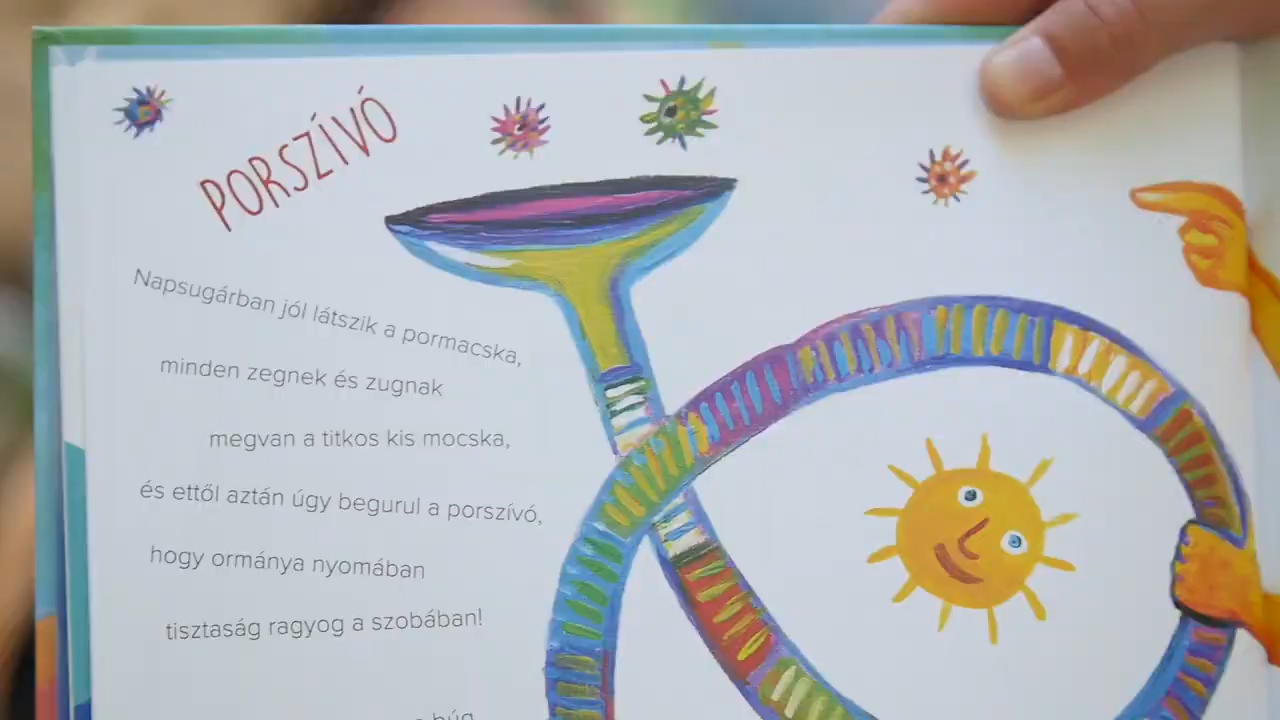 PORSZÍVÓ
Napsugárban jól látszik a pormacska,
minden zegnek és zugnak
megvan a titkos kis mocska,
és ettől aztán úgy begurul a porszívó,
hogy ormánya nyomában
tisztaság ragyog a szobában!